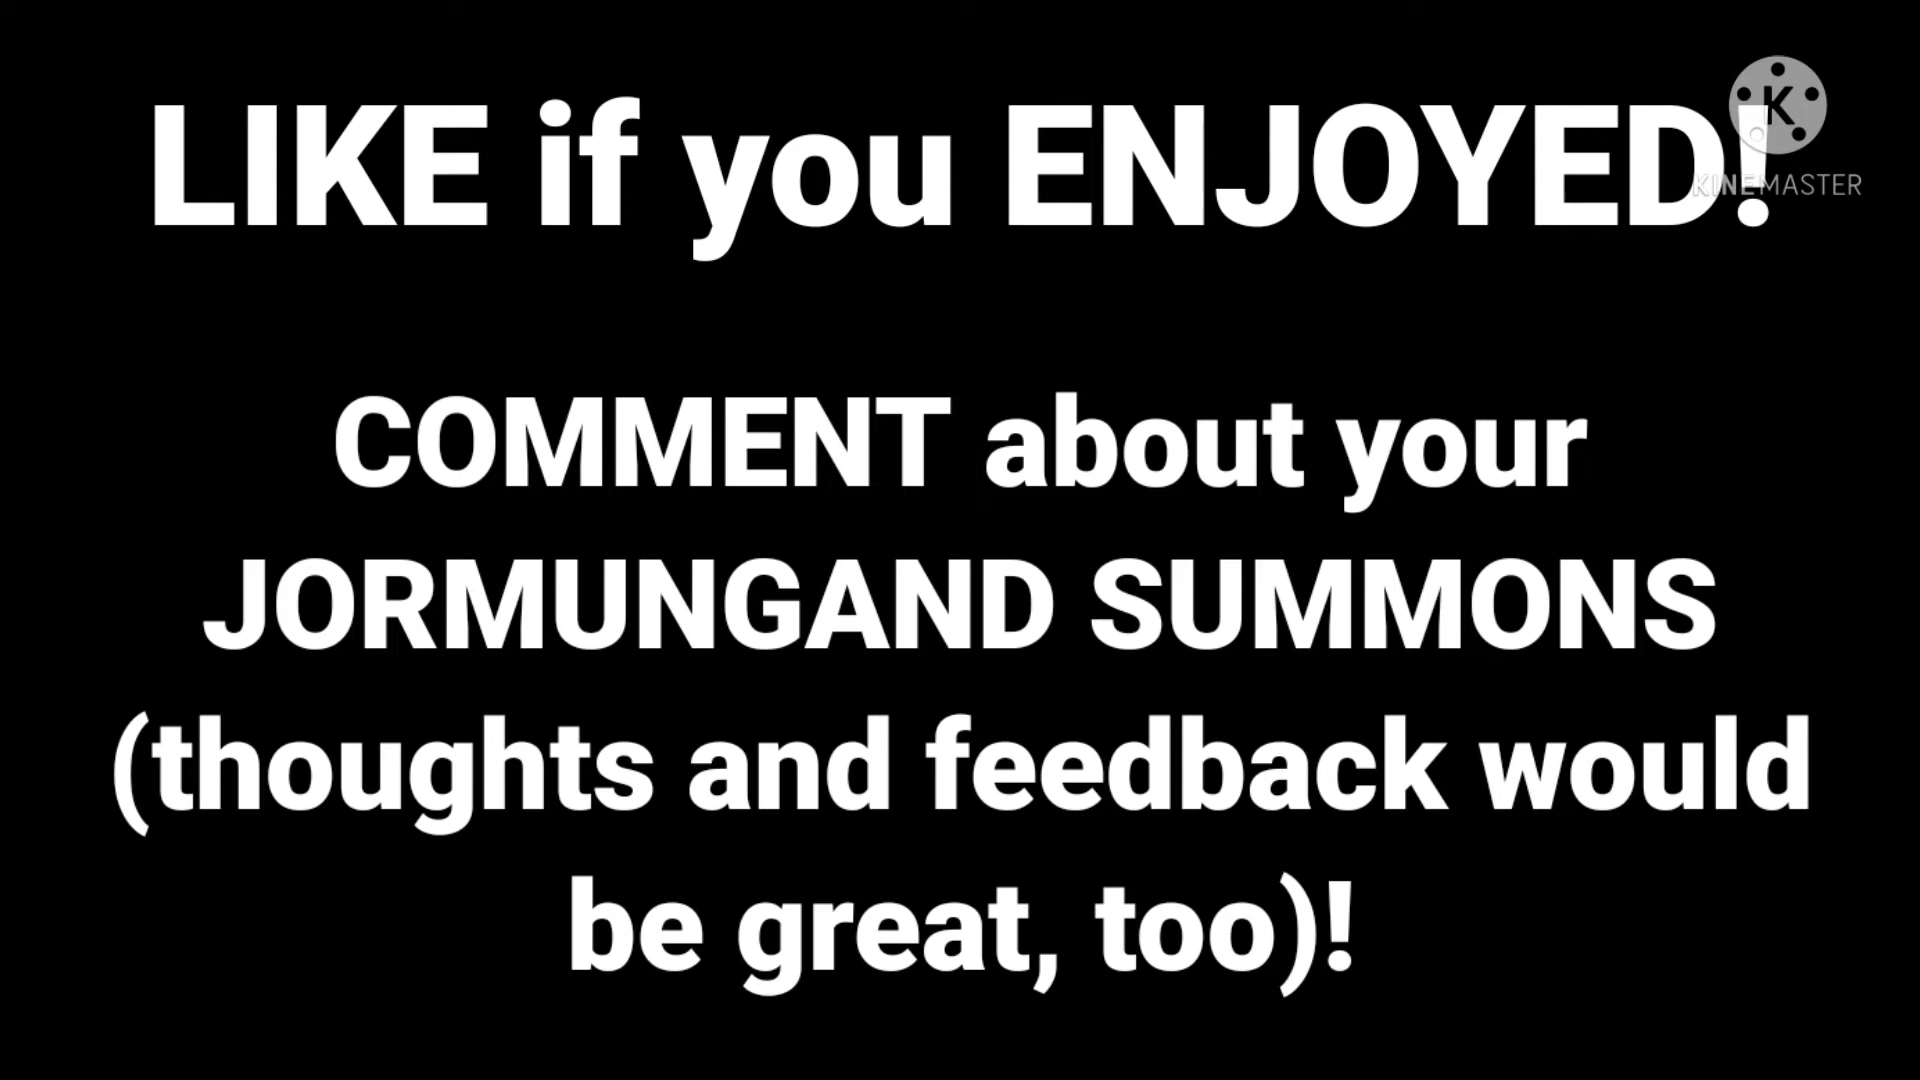 LIKE if you ENJOYED!
K
KINEMASTER
COMMENT about your
JORMUNGAND SUMMONS
(thoughts and feedback would
be great, too)!